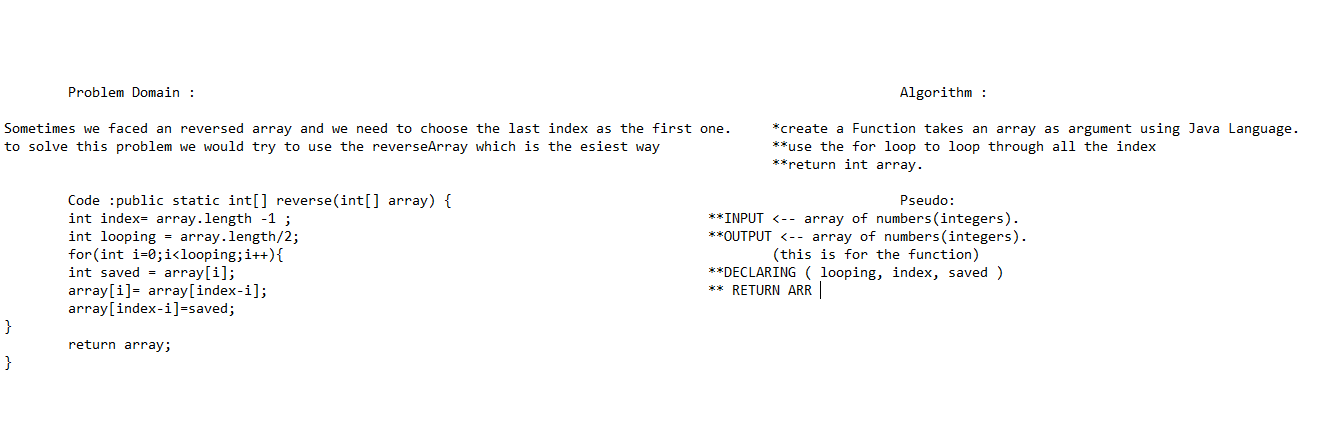 Problem Domain :
Sometimes we faced an reversed array and we need to choose the last index as the first one.
to solve this problem we would try to use the reverseArray which is the esiest way
Code :public static int[] reverse(int[] array) {
int index= array.length -1 ;
int looping = array.length/2;
for(int i=0;i<looping;i++){
int saved = array[i];
array[i]= array[index-i];
array[index-i]=saved;
}
return array;
}
Algorithm :
*create a Function takes an array as argument using Java Language.
**use the for loop to loop through all the index
**return int array.
Pseudo:
**INPUT <-- array of numbers(integers).
**OUTPUT <-- array of numbers(integers).
(this is for the function)
**DECLARING ( looping, index, saved )
** RETURN ARR